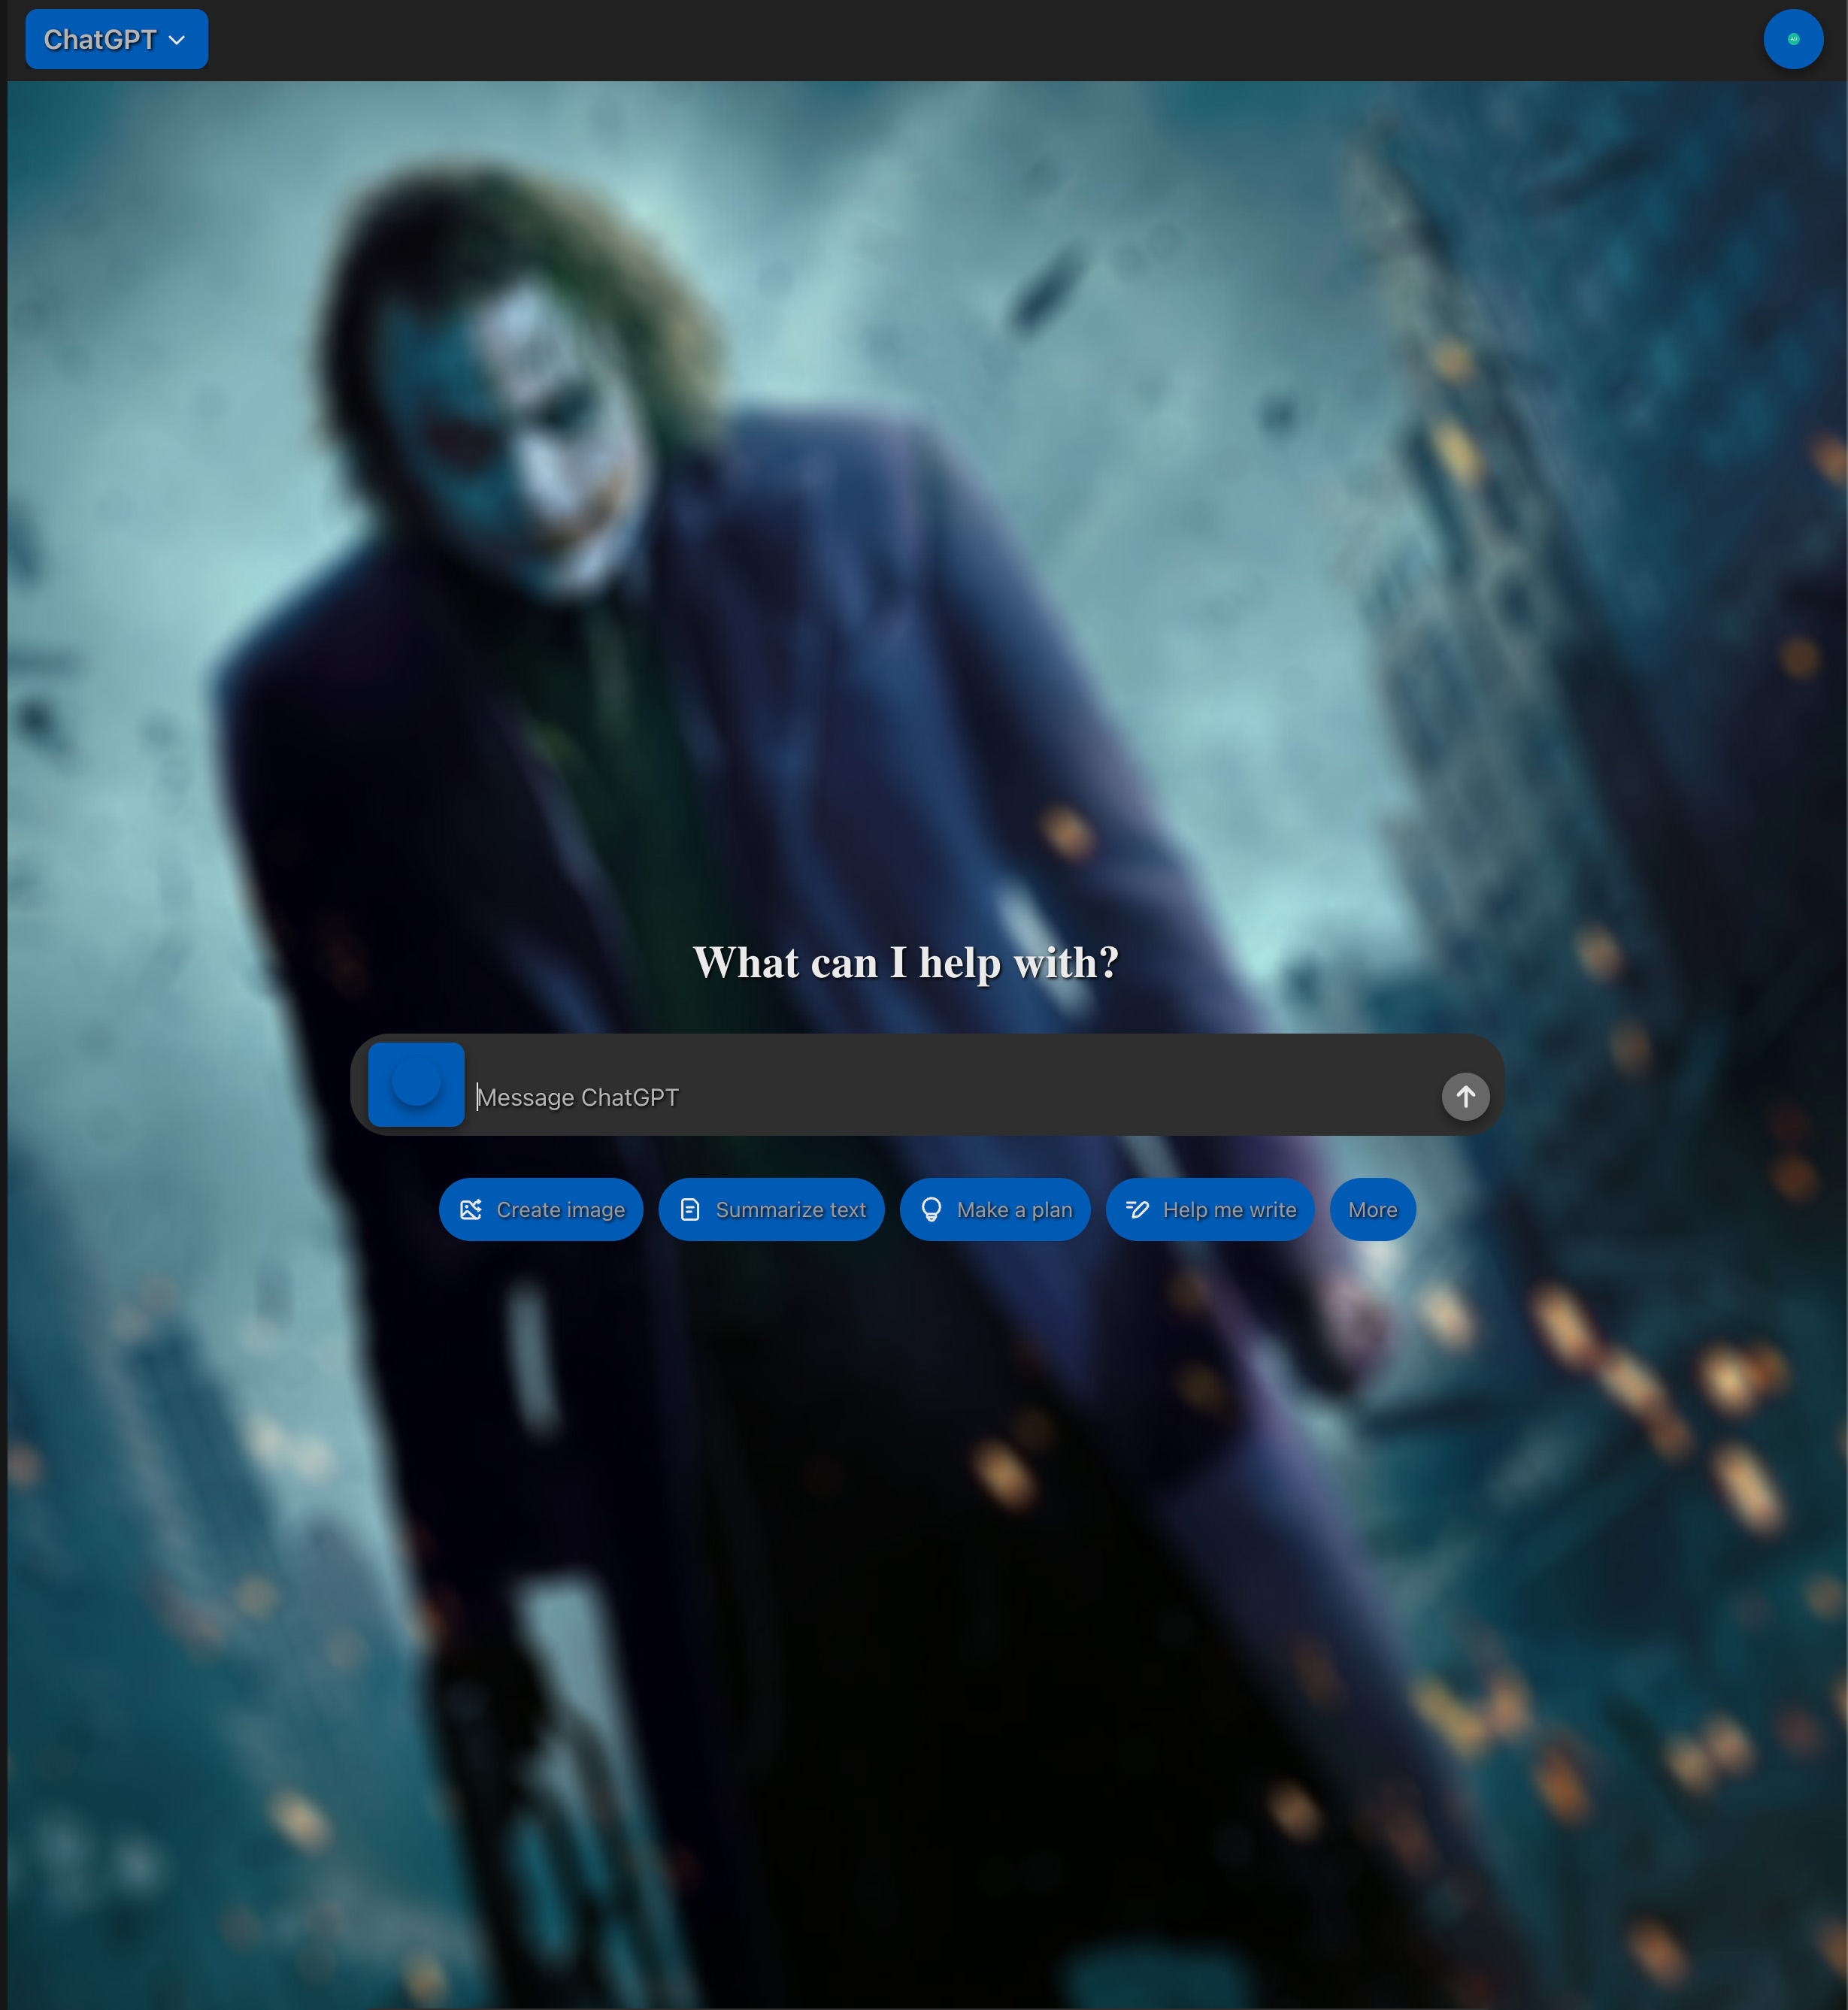 ChatGPT
What can I help with?
Message ChatGPT
Create image
Summarize text
Make a plan
Help me write
More